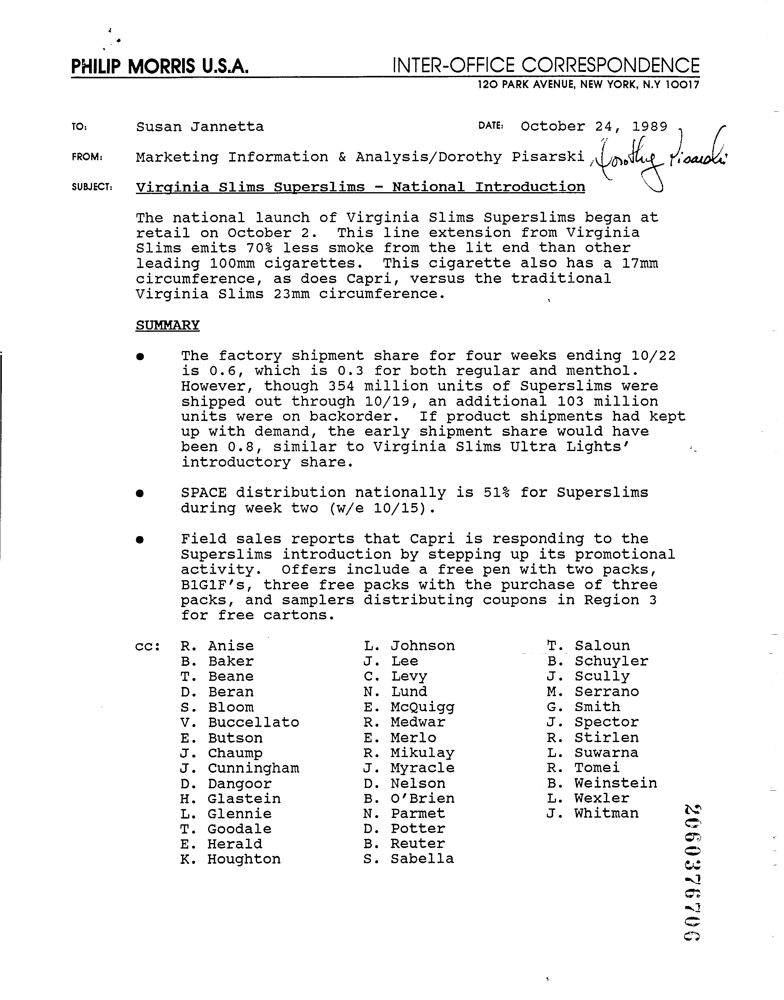 PHILIP MORRIS U.S.A. INTER-OFFICE CORRESPONDENCE
120 PARK AVENUE, NEW YORK, N.Y 10017
TO: Susan Jannetta DATE: October 24, 1989
FROM: Marketing Information & Analysis/Dorothy Pisarski, Dorothy Pisarski
SUBJECT: Virginia Slims Superslims - National Introduction
The national launch of Virginia Slims Superslims began at
retail on October 2. This line extension from Virginia
Slims emits 70% less smoke from the lit end than other
leading 100mm cigarettes. This cigarette also has a 17mm
circumference, as does Capri, versus the traditional
Virginia Slims 23mm circumference.
SUMMARY
● The factory shipment share for four weeks ending 10/22
is 0.6, which is 0.3 for both regular and menthol.
However, though 354 million units of Superslims were
shipped out through 10/19, an additional 103 million
units were on backorder. If product shipments had kept
up with demand, the early shipment share would have
been 0.8, similar to Virginia Slims Ultra Lights'
introductory share.
● SPACE distribution nationally is 51% for Superslims
during week two (w/e 10/15).
● Field sales reports that Capri is responding to the
Superslims introduction by stepping up its promotional
activity. Offers include a free pen with two packs,
B1G1F's, three free packs with the purchase of three
packs, and samplers distributing coupons in Region 3
for free cartons.
cc: R. Anise L. Johnson T. Saloun
B. Baker J. Lee B. Schuyler
T. Beane C. Levy J. Scully
D. Beran N. Lund M. Serrano
S. Bloom E. McQuigg G. Smith
V. Buccellato R. Medwar J. Spector
E. Butson E. Merlo R. Stirlen
J. Chaump R. Mikulay L. Suwarna
J. Cunningham J. Myracle R. Tomei
D. Dangoor D. Nelson B. Weinstein
H. Glastein B. O'Brien L. Wexler
L. Glennie N. Parmet J. Whitman
T. Goodale D. Potter
E. Herald B. Reuter
K. Houghton S. Sabella
2060376706